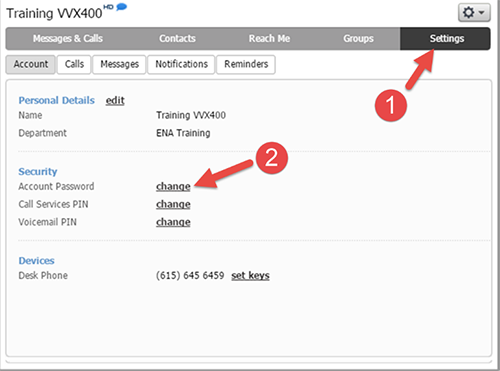 Training VVX400 HD
Messages & Calls Contacts Reach Me Groups Settings
Account Calls Messages Notifications Reminders
1
Personal Details edit
Name Training VVX400
Department ENA Training
2
Security
Account Password change
Call Services PIN change
Voicemail PIN change
Devices
Desk Phone (615) 645 6459 set keys